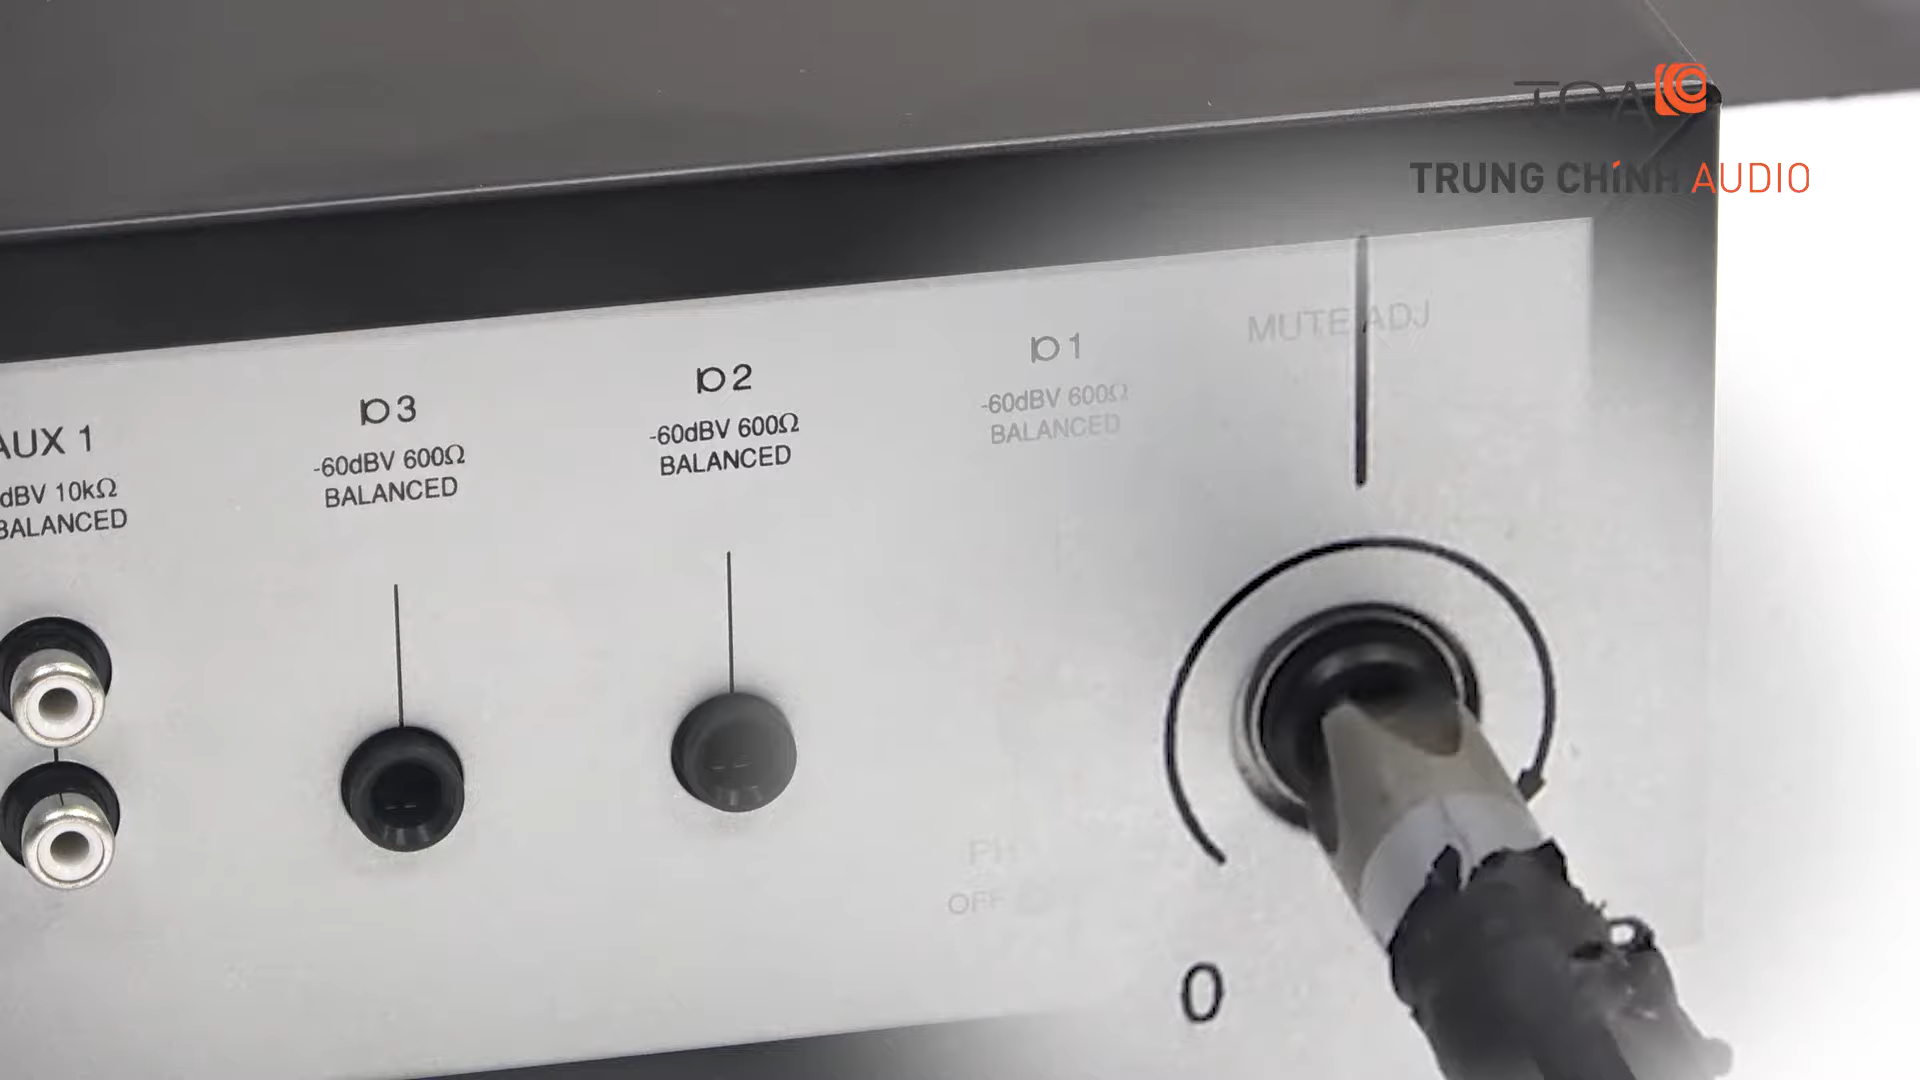 TOA
TRUNG CHÍNH AUDIO
MUTE ADJ
1
-60dBV 600Ω
BALANCED
2
-60dBV 600Ω
BALANCED
3
-60dBV 600Ω
BALANCED
AUX 1
dBV 10kΩ
BALANCED
OFF
0